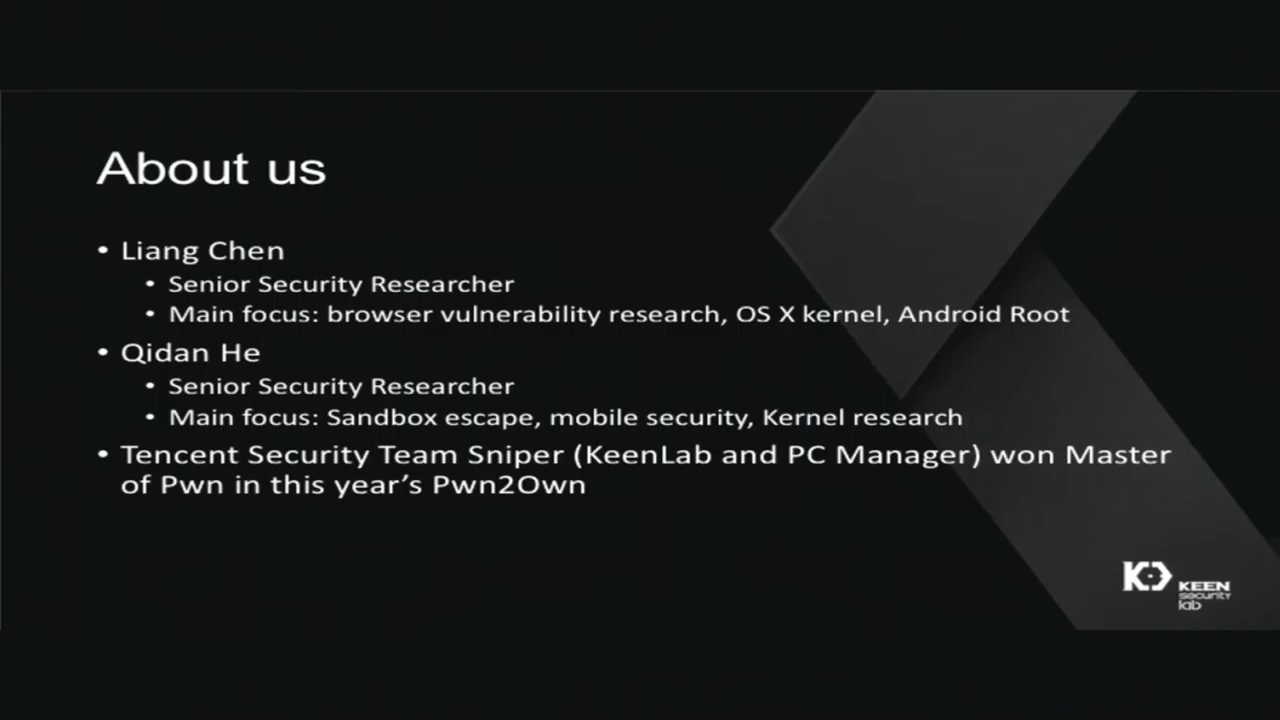 About us
• Liang Chen
• Senior Security Researcher
• Main focus: browser vulnerability research, OS X kernel, Android Root
• Qidan He
• Senior Security Researcher
• Main focus: Sandbox escape, mobile security, Kernel research
• Tencent Security Team Sniper (KeenLab and PC Manager) won Master
of Pwn in this year’s Pwn2Own
KEEN
security
lab